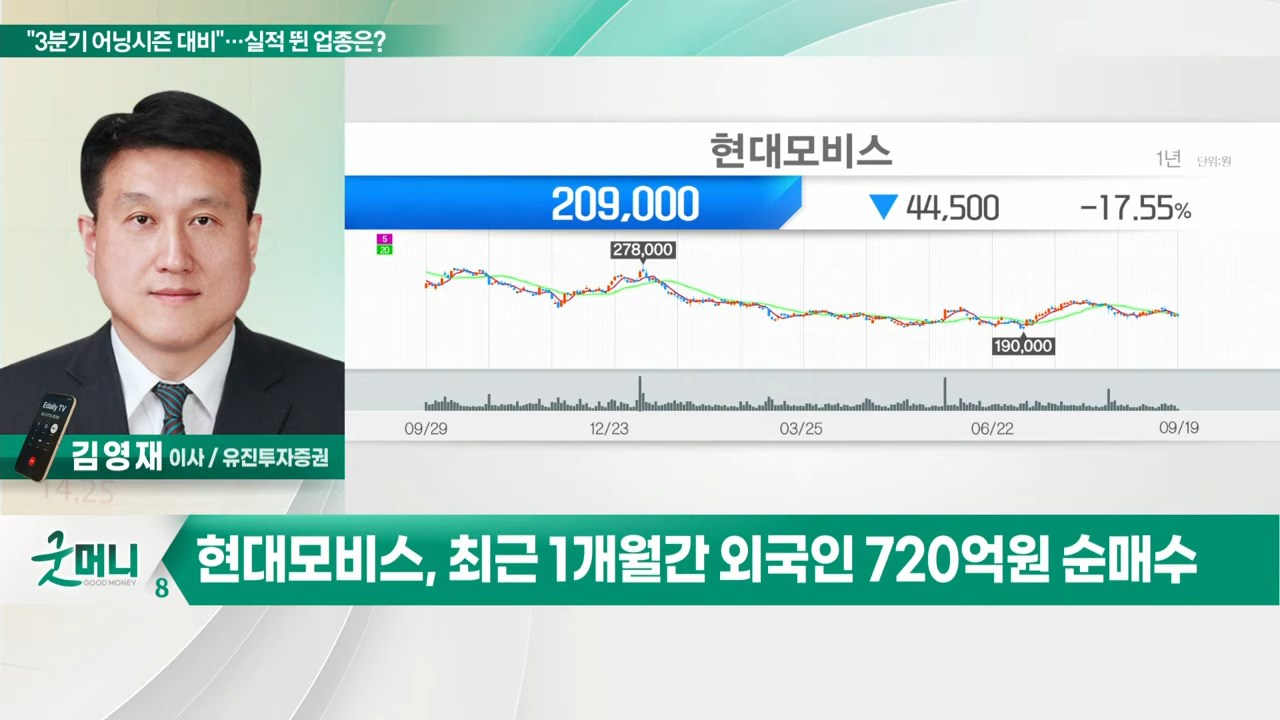 "3분기 어닝시즌 대비"…실적 뛴 업종은?
현대모비스
1년 단위:원
209,000 ▼44,500 -17.55%
5
20
278,000
190,000
09/29 12/23 03/25 06/22 09/19
Edaily TV
김영재 이사 / 유진투자증권
14.25
굿머니
GOOD MONEY
8
현대모비스, 최근 1개월간 외국인 720억원 순매수